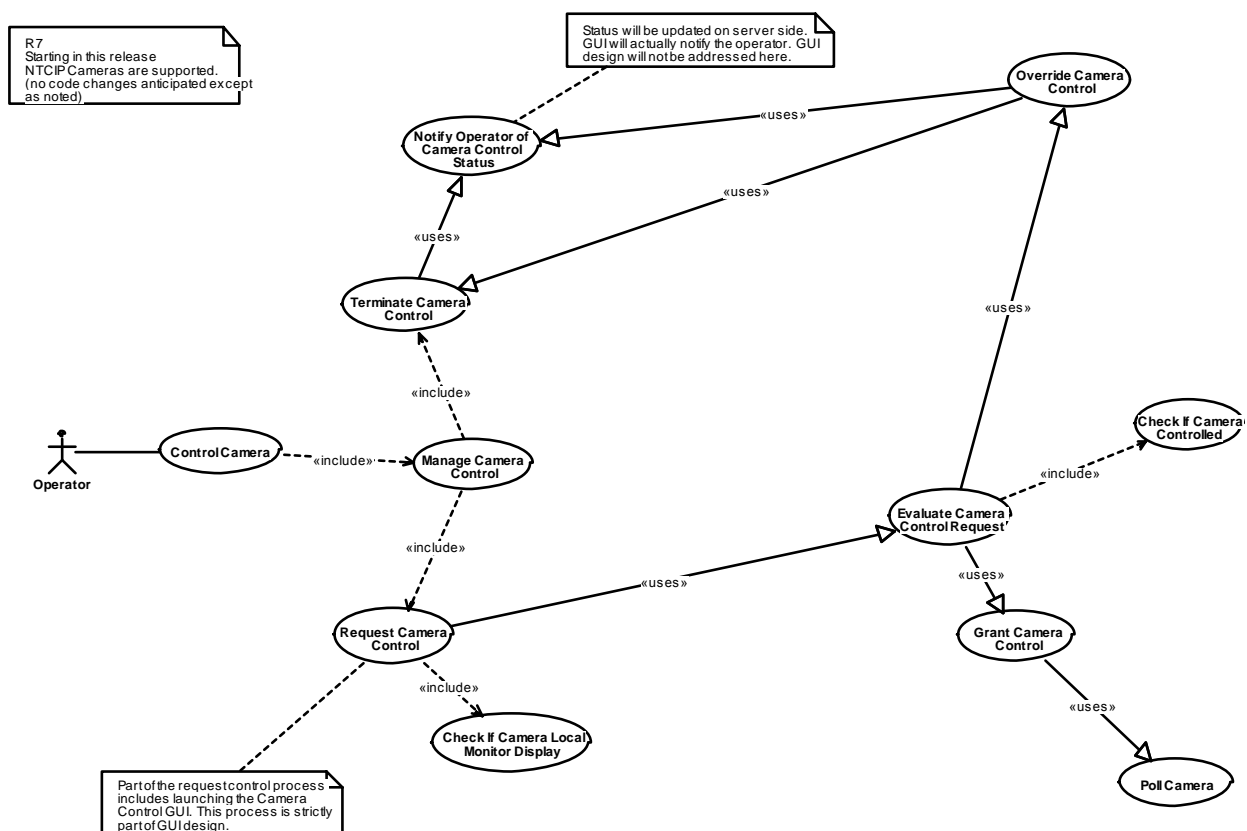 R7
Starting in this release
NTCIP Cameras are supported.
(no code changes anticipated except
as noted)
Status will be updated on server side.
GUI will actually notify the operator. GUI
design will not be addressed here.
Override Camera
Control
«uses»
Notify Operator of
Camera Control
Status
«uses»
«uses»
Terminate Camera
Control
«uses»
«include»
Check If Camera
Controlled
Control Camera
«include»
Manage Camera
Control
«include»
Operator
Evaluate Camera
Control Request
«include»
«uses»
«uses»
Request Camera
Control
Grant Camera
Control
«include»
«uses»
Check If Camera Local
Monitor Display
Poll Camera
Part of the request control process
includes launching the Camera
Control GUI. This process is strictly
part of GUI design.